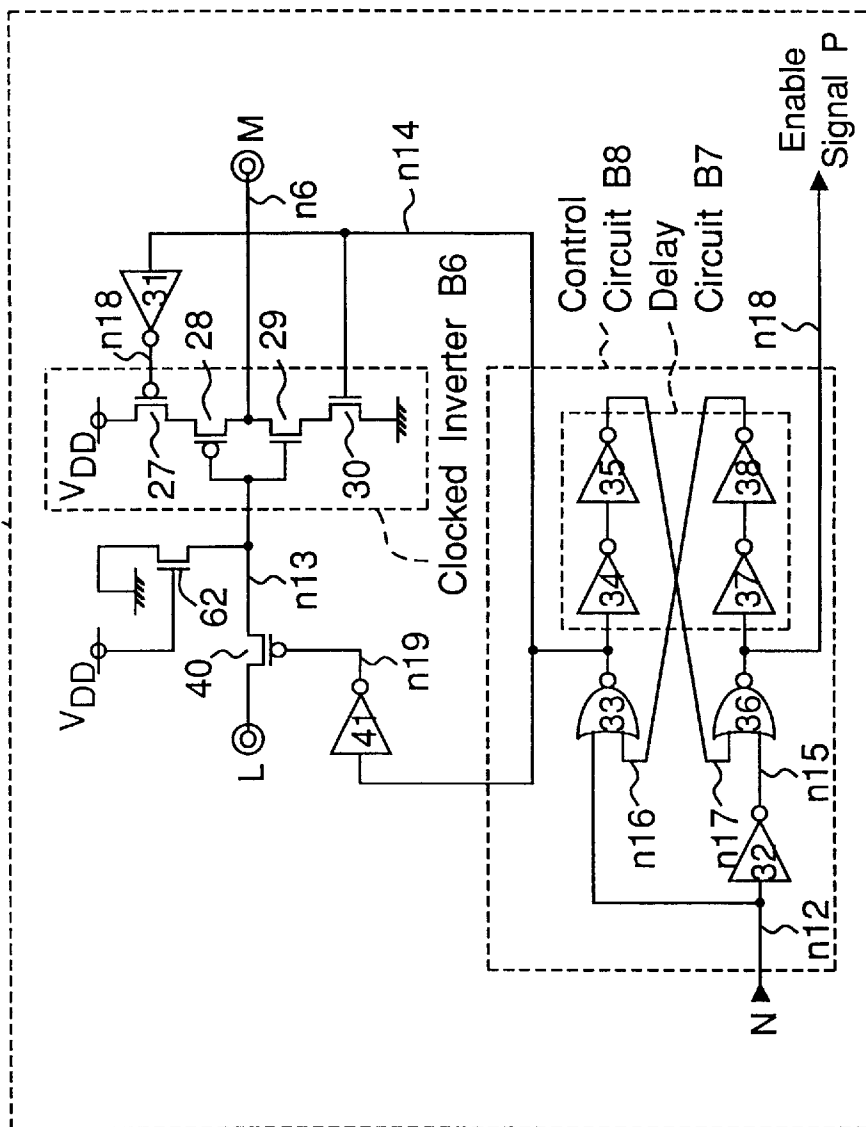 VDD
VDD
n18
31
27
28
29
30
62
L
40
n13
n6
M
41
n19
n14
Clocked Inverter B6
Control
Circuit B8
Delay
Circuit B7
33
34
35
n16
n17
36
37
38
n15
32
n12
N
n18
Enable
Signal P